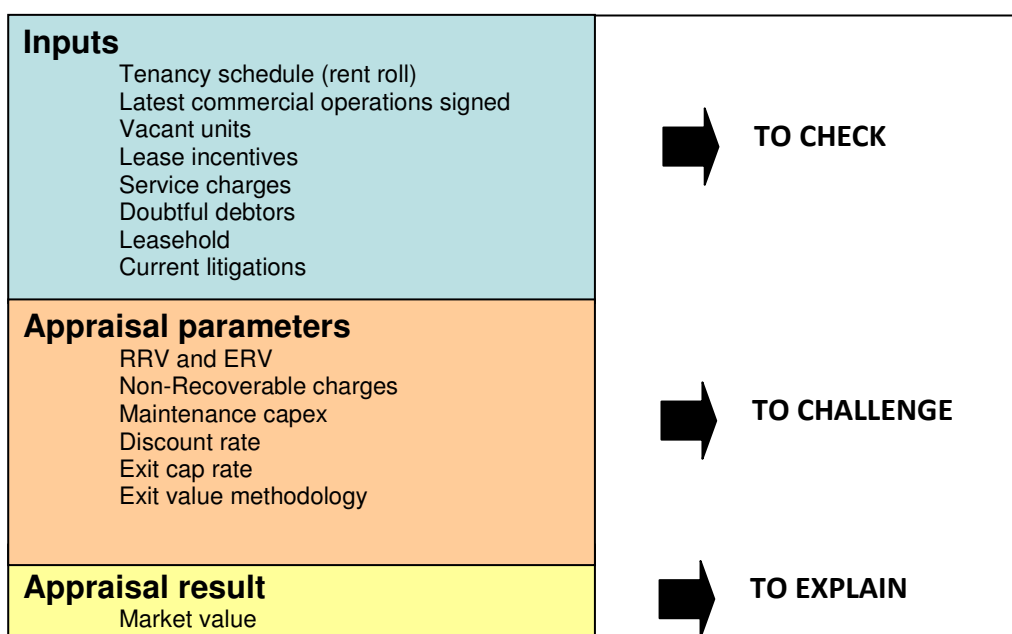 Inputs
Tenancy schedule (rent roll)
Latest commercial operations signed
Vacant units
Lease incentives
Service charges
Doubtful debtors
Leasehold
Current litigations
TO CHECK
Appraisal parameters
RRV and ERV
Non-Recoverable charges
Maintenance capex
Discount rate
Exit cap rate
Exit value methodology
TO CHALLENGE
Appraisal result
Market value
TO EXPLAIN